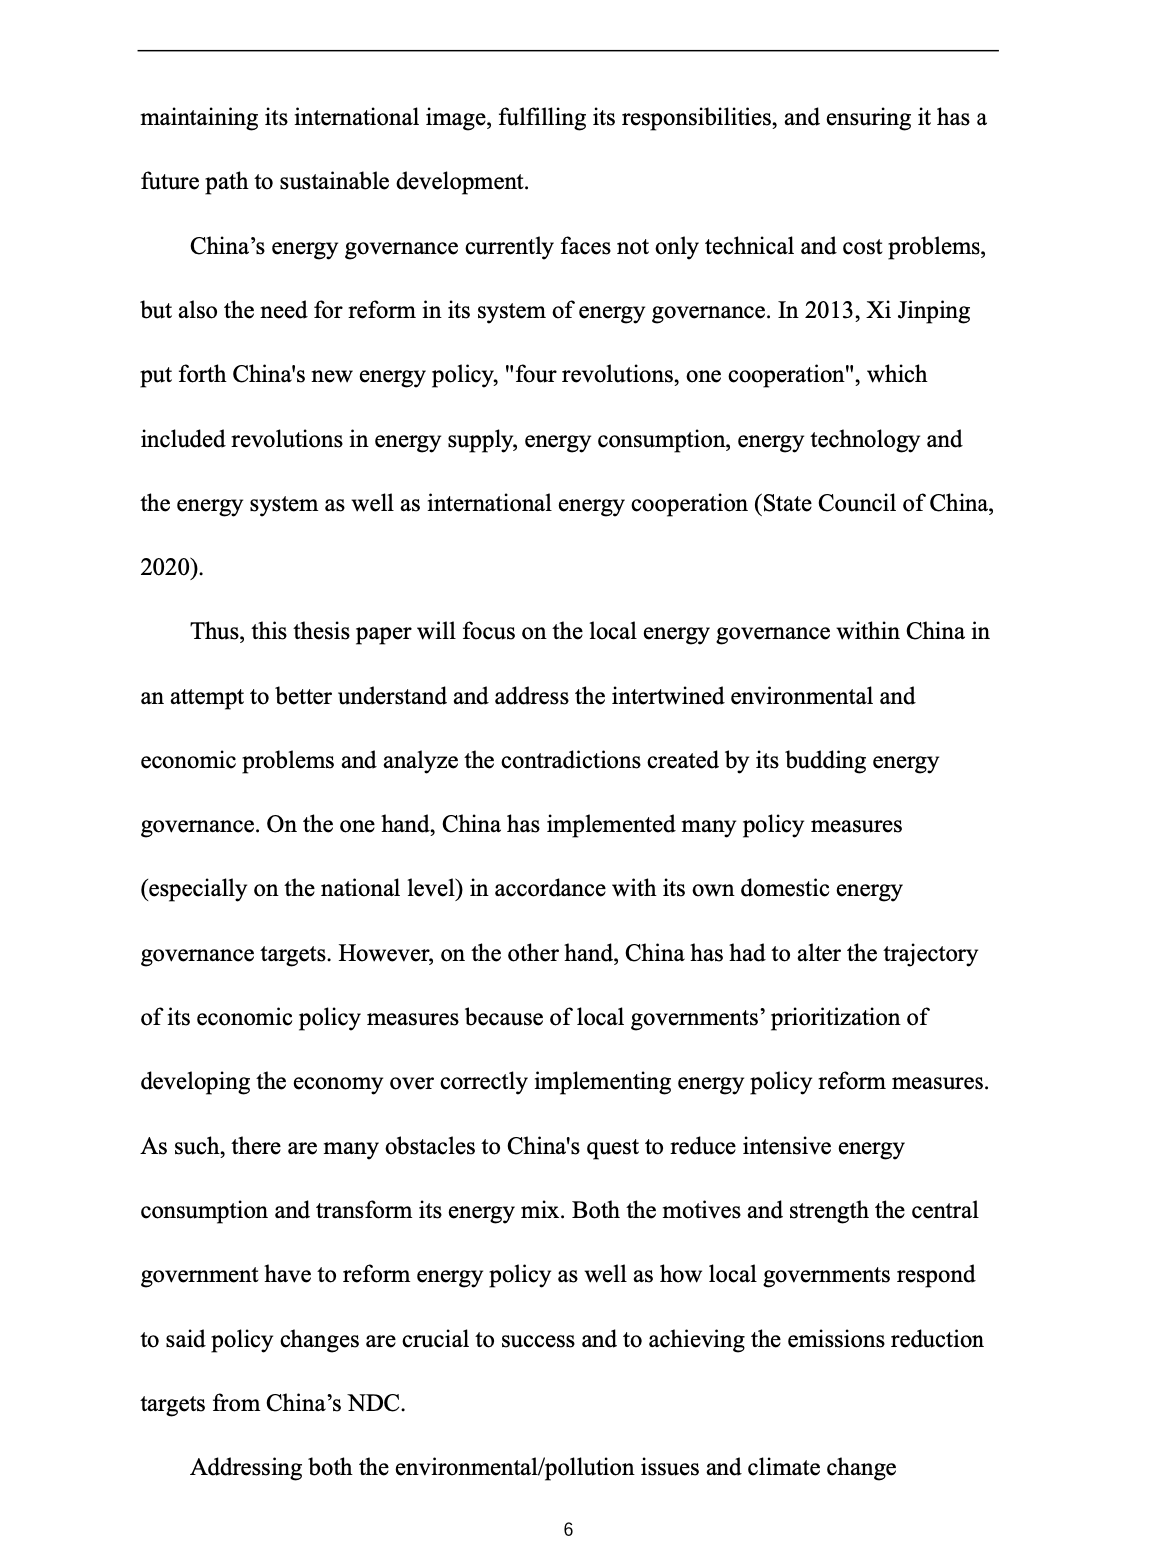 maintaining its international image, fulfilling its responsibilities, and ensuring it has a
future path to sustainable development.
China’s energy governance currently faces not only technical and cost problems,
but also the need for reform in its system of energy governance. In 2013, Xi Jinping
put forth China's new energy policy, "four revolutions, one cooperation", which
included revolutions in energy supply, energy consumption, energy technology and
the energy system as well as international energy cooperation (State Council of China,
2020).
Thus, this thesis paper will focus on the local energy governance within China in
an attempt to better understand and address the intertwined environmental and
economic problems and analyze the contradictions created by its budding energy
governance. On the one hand, China has implemented many policy measures
(especially on the national level) in accordance with its own domestic energy
governance targets. However, on the other hand, China has had to alter the trajectory
of its economic policy measures because of local governments’ prioritization of
developing the economy over correctly implementing energy policy reform measures.
As such, there are many obstacles to China's quest to reduce intensive energy
consumption and transform its energy mix. Both the motives and strength the central
government have to reform energy policy as well as how local governments respond
to said policy changes are crucial to success and to achieving the emissions reduction
targets from China’s NDC.
Addressing both the environmental/pollution issues and climate change
6